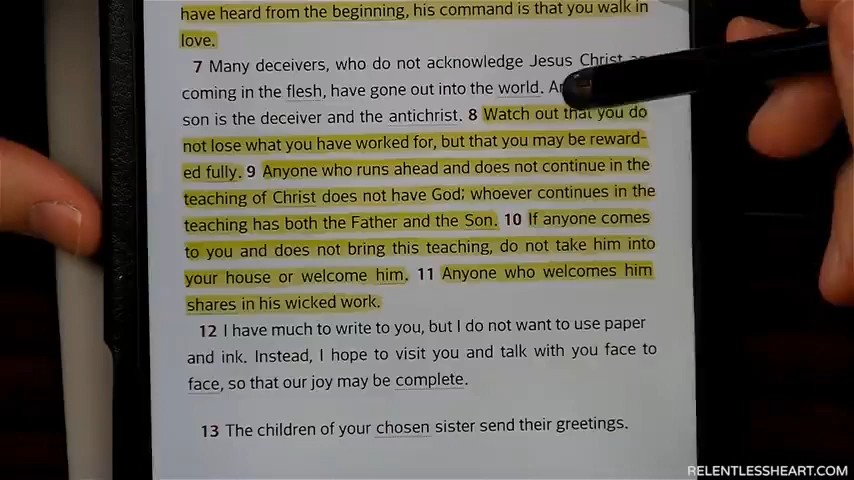 have heard from the beginning, his command is that you walk in
love.
7 Many deceivers, who do not acknowledge Jesus Christ
coming in the flesh, have gone out into the world.
son is the deceiver and the antichrist. 8 Watch out that you do
not lose what you have worked for, but that you may be reward-
ed fully. 9 Anyone who runs ahead and does not continue in the
teaching of Christ does not have God; whoever continues in the
teaching has both the Father and the Son. 10 If anyone comes
to you and does not bring this teaching, do not take him into
your house or welcome him. 11 Anyone who welcomes him
shares in his wicked work.
12 I have much to write to you, but I do not want to use paper
and ink. Instead, I hope to visit you and talk with you face to
face, so that our joy may be complete.
13 The children of your chosen sister send their greetings.
RELENTLESSHEART.COM